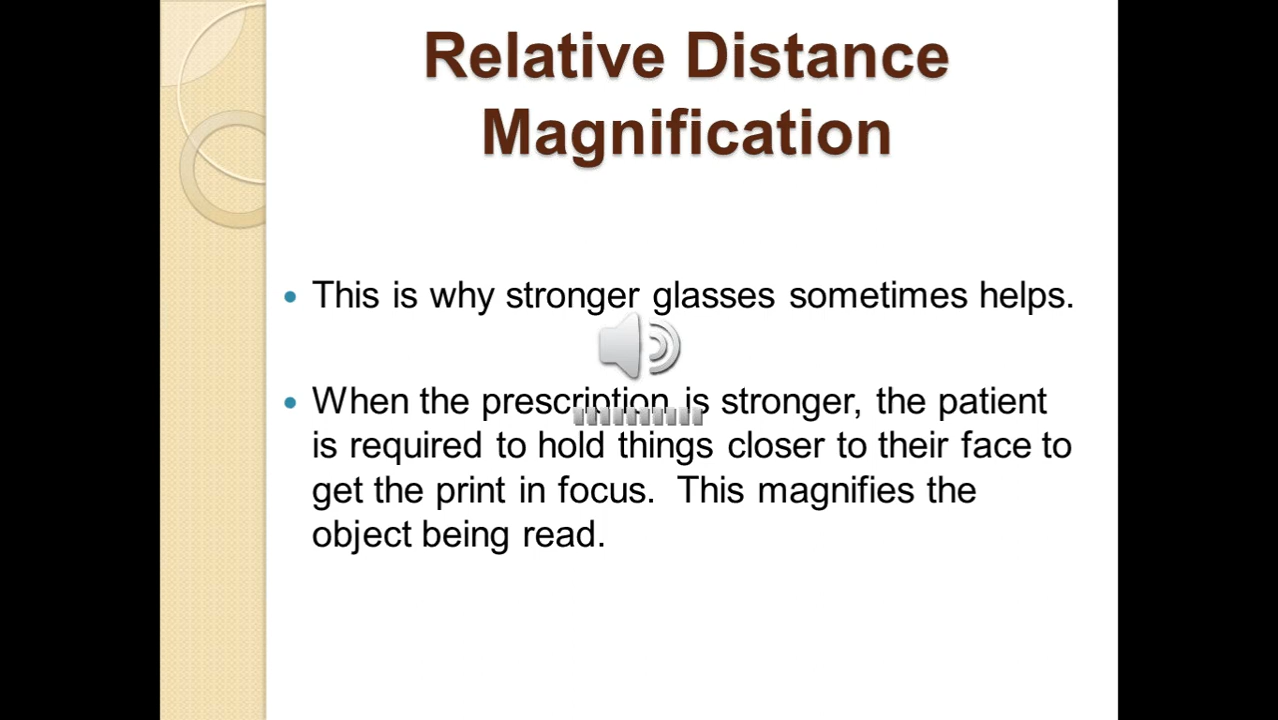 Relative Distance
Magnification
• This is why stronger glasses sometimes helps.
• When the prescription is stronger, the patient
is required to hold things closer to their face to
get the print in focus.  This magnifies the
object being read.